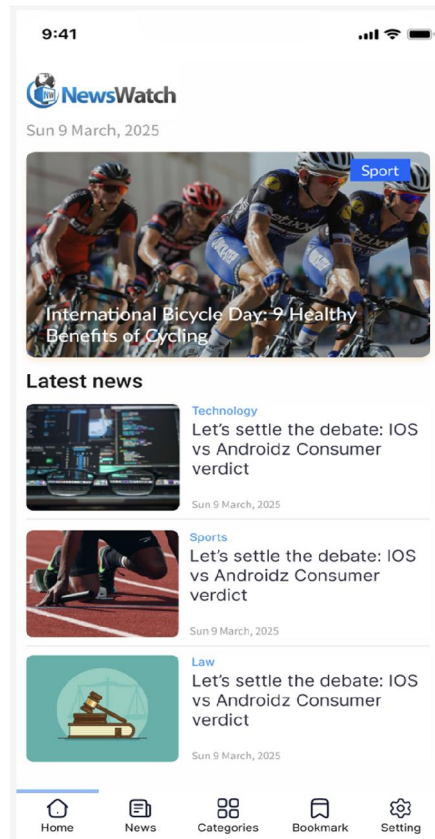 9:41
NW
NewsWatch
Sun 9 March, 2025
Sport
International Bicycle Day: 9 Healthy
Benefits of Cycling
Latest news
Technology
Let's settle the debate: IOS
vs Androidz Consumer
verdict
Sun 9 March, 2025
Sports
Let's settle the debate: IOS
vs Androidz Consumer
verdict
Sun 9 March, 2025
Law
Let's settle the debate: IOS
vs Androidz Consumer
verdict
Sun 9 March, 2025
Home News Categories Bookmark Setting